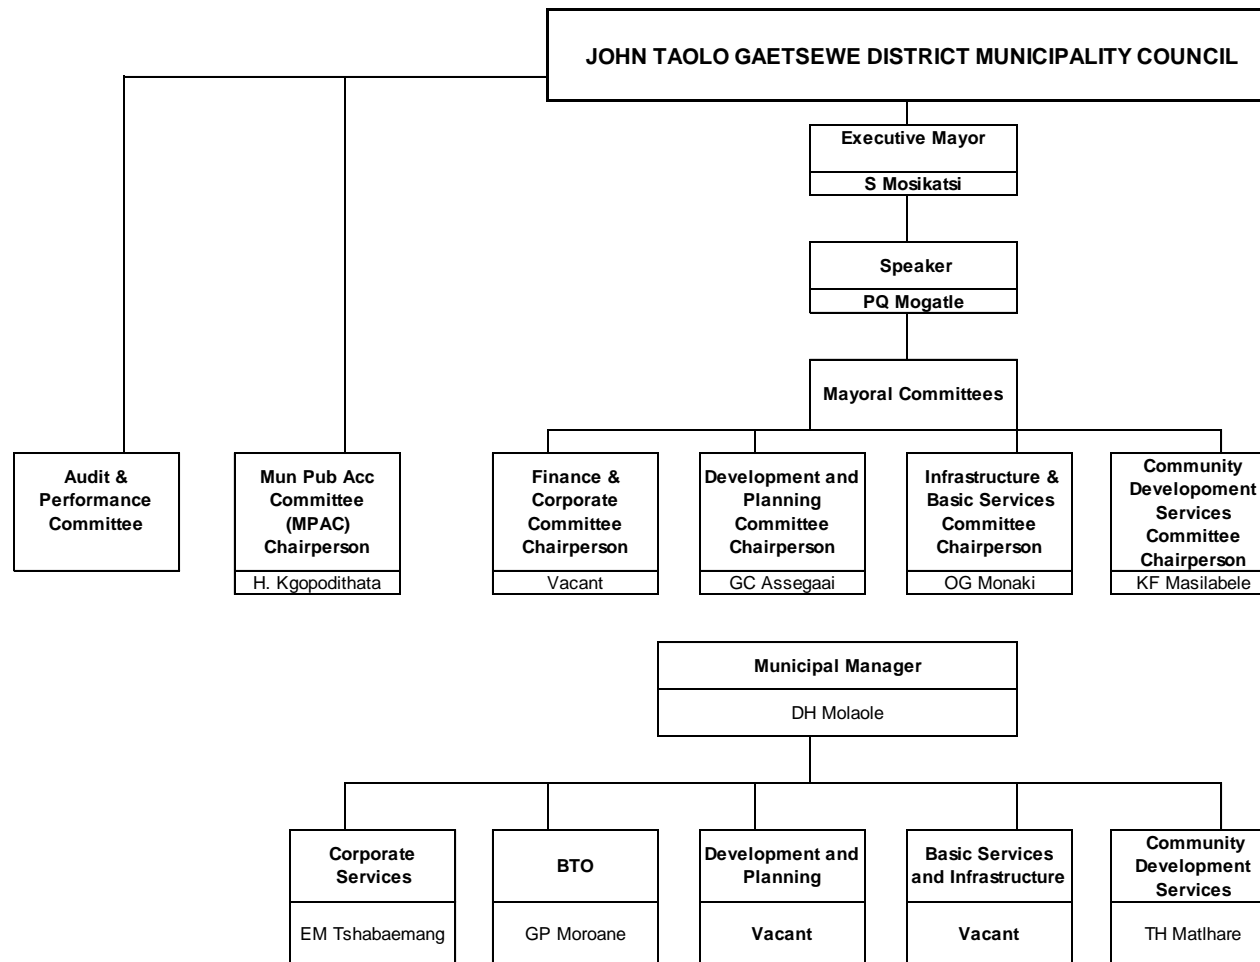 JOHN TAOLO GAETSEWE DISTRICT MUNICIPALITY COUNCIL
Executive Mayor
S Mosikatsi
Speaker
PQ Mogatle
Mayoral Committees
Audit &
Performance
Committee
Mun Pub Acc
Committee
(MPAC)
Chairperson
H. Kgopodithata
Finance &
Corporate
Committee
Chairperson
Vacant
Development and
Planning
Committee
Chairperson
GC Assegaai
Infrastructure &
Basic Services
Committee
Chairperson
OG Monaki
Community
Developoment
Services
Committee
Chairperson
KF Masilabele
Municipal Manager
DH Molaole
Corporate
Services
EM Tshabaemang
BTO
GP Moroane
Development and
Planning
Vacant
Basic Services
and Infrastructure
Vacant
Community
Development
Services
TH Matlhare